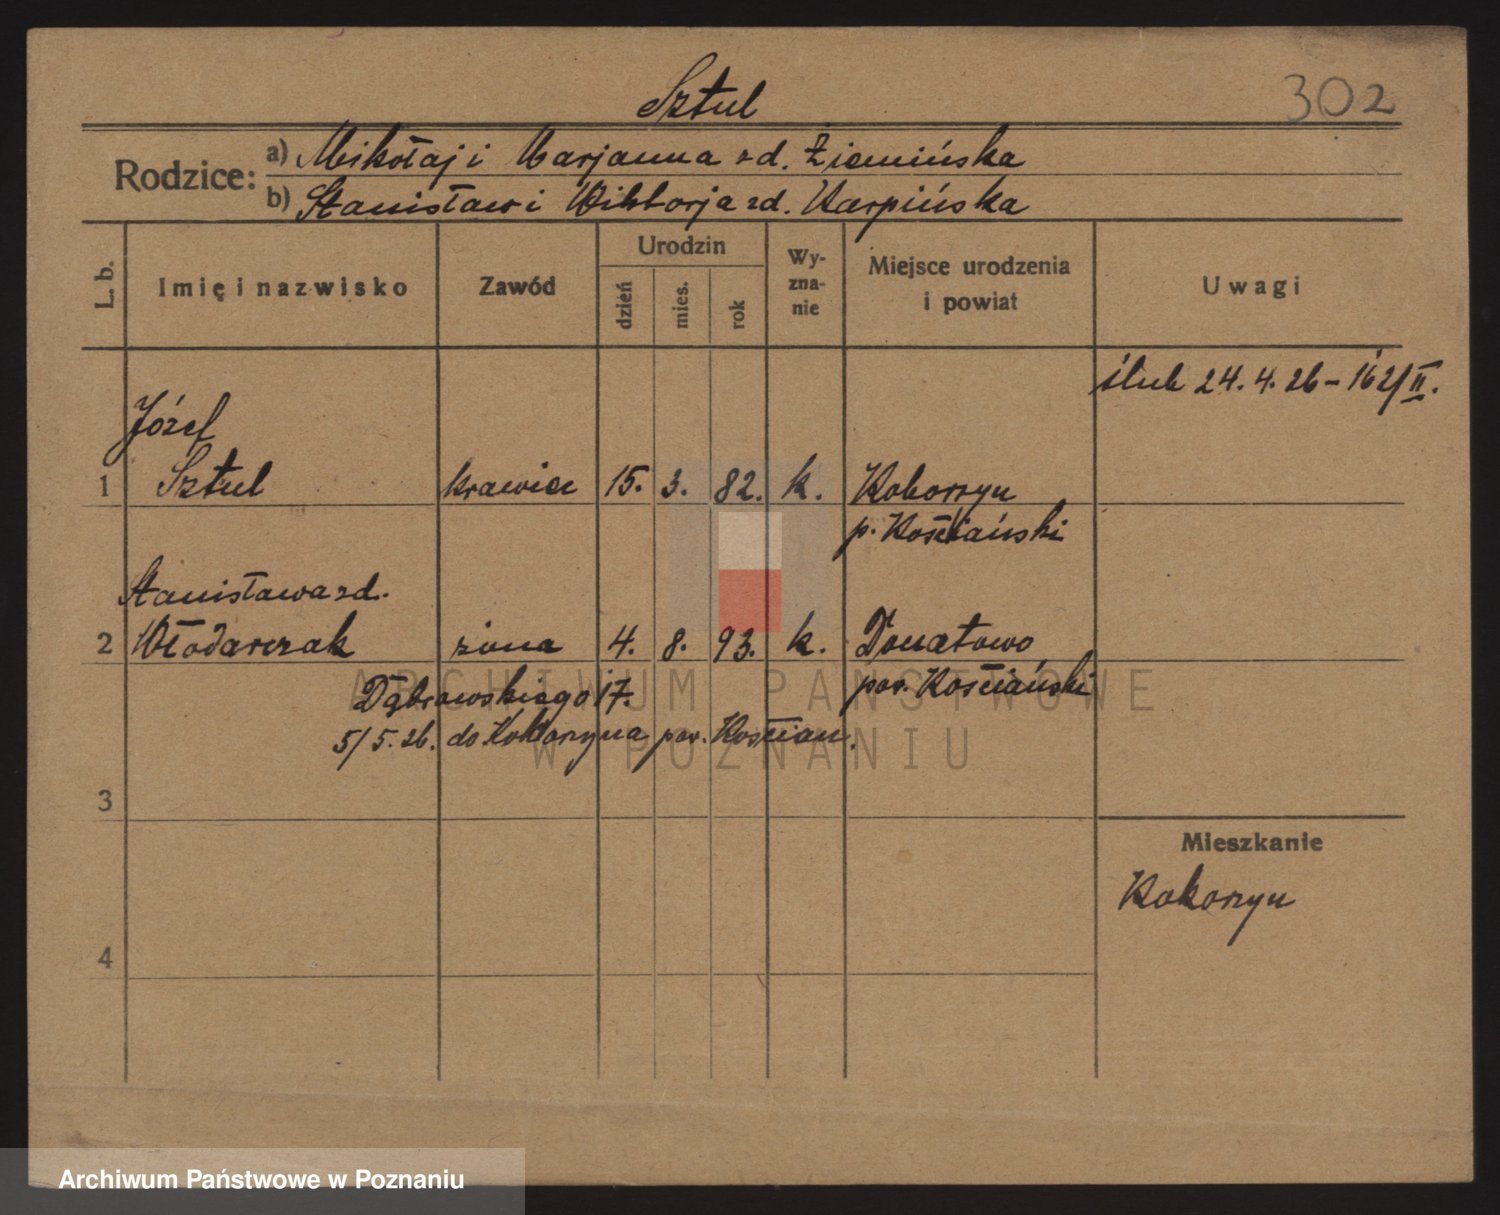 Sztul
302
Rodzice: a) Mikołaj i Marjanna zd. Ziemińska
b) Stanisław i Wiktorja zd. Karpińska
L. b. Imię i nazwisko Zawód Urodzin dzień mies. rok Wy-zna-nie Miejsce urodzenia i powiat Uwagi
ślub 24. 4. 26 – 162/II.
Józef
1 Sztul krawiec 15. 3. 82. k. Kokorzyn
p. Kościański
Stanisława zd.
2 Włodarczak żona 4. 8. 93. k. Donatowo
Dąbrowskiego 17. pow. Kościański
5/5.26. do Kokorzyna pow. Kościan.
3
Mieszkanie
Kokorzyn
4
ARCHIWUM PAŃSTWOWE
W POZNANIU
Archiwum Państwowe w Poznaniu